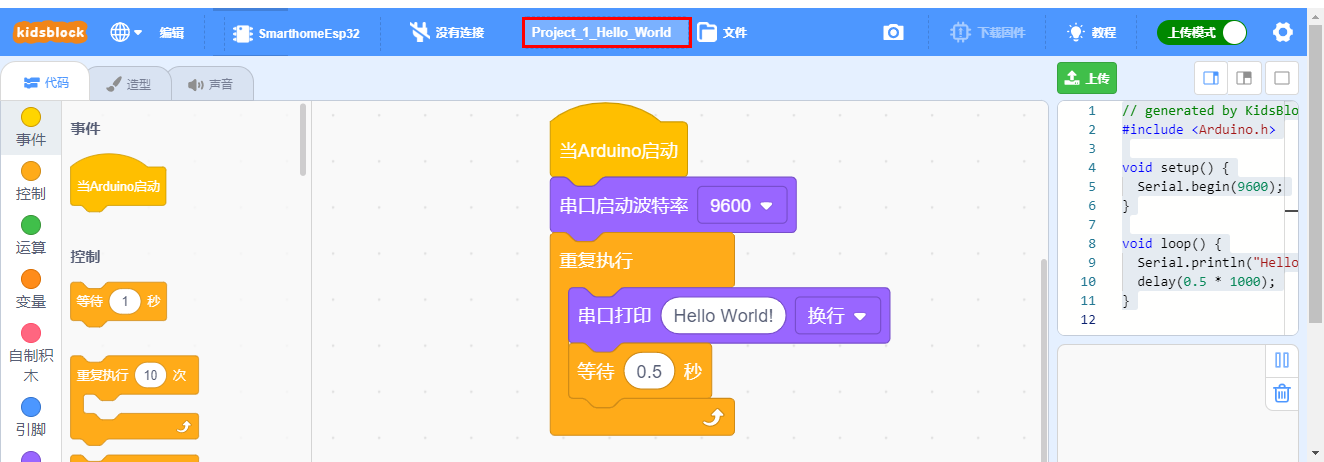 kidsblock
编辑
SmarthomeEsp32
没有连接
Project_1_Hello_World
文件
下载固件
教程
上传模式
代码
造型
声音
上传
事件
控制
运算
变量
自制积
木
引脚
事件
当Arduino启动
控制
等待 1 秒
重复执行 10 次
当Arduino启动
串口启动波特率 9600
重复执行
串口打印 Hello World! 换行
等待 0.5 秒
1 // generated by KidsBlo
2 #include <Arduino.h>
3
4 void setup() {
5 Serial.begin(9600);
6 }
7
8 void loop() {
9 Serial.println("Hello
10 delay(0.5 * 1000);
11 }
12